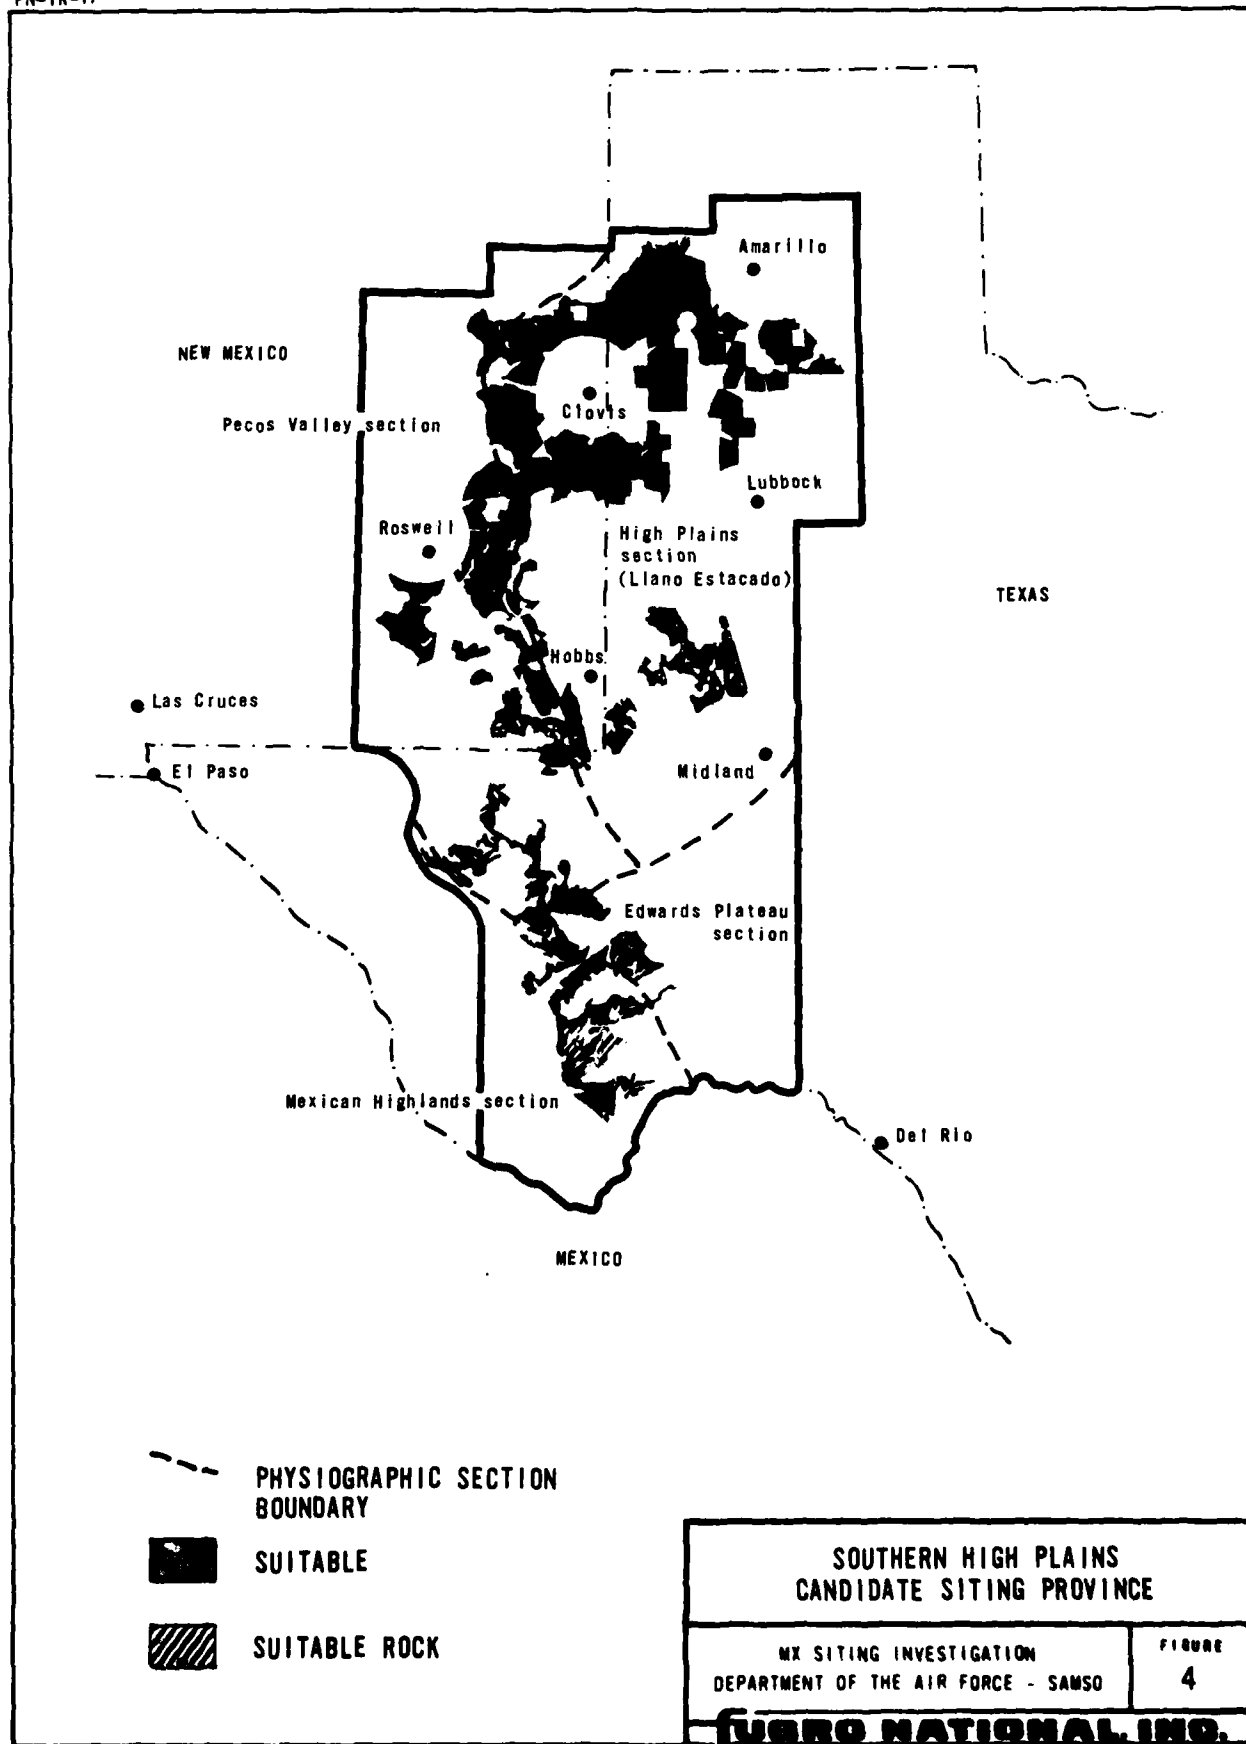 Amarillo
NEW MEXICO
Clovis
Pecos Valley section
Lubbock
Roswell
High Plains
section
(Llano Estacado)
TEXAS
Hobbs
Las Cruces
El Paso
Midland
Edwards Plateau
section
Mexican Highlands section
Del Rio
MEXICO
PHYSIOGRAPHIC SECTION
BOUNDARY
SUITABLE
SUITABLE ROCK
SOUTHERN HIGH PLAINS
CANDIDATE SITING PROVINCE
MX SITING INVESTIGATION
DEPARTMENT OF THE AIR FORCE - SAMSO
FIGURE
4
FUGRO NATIONAL, INC.